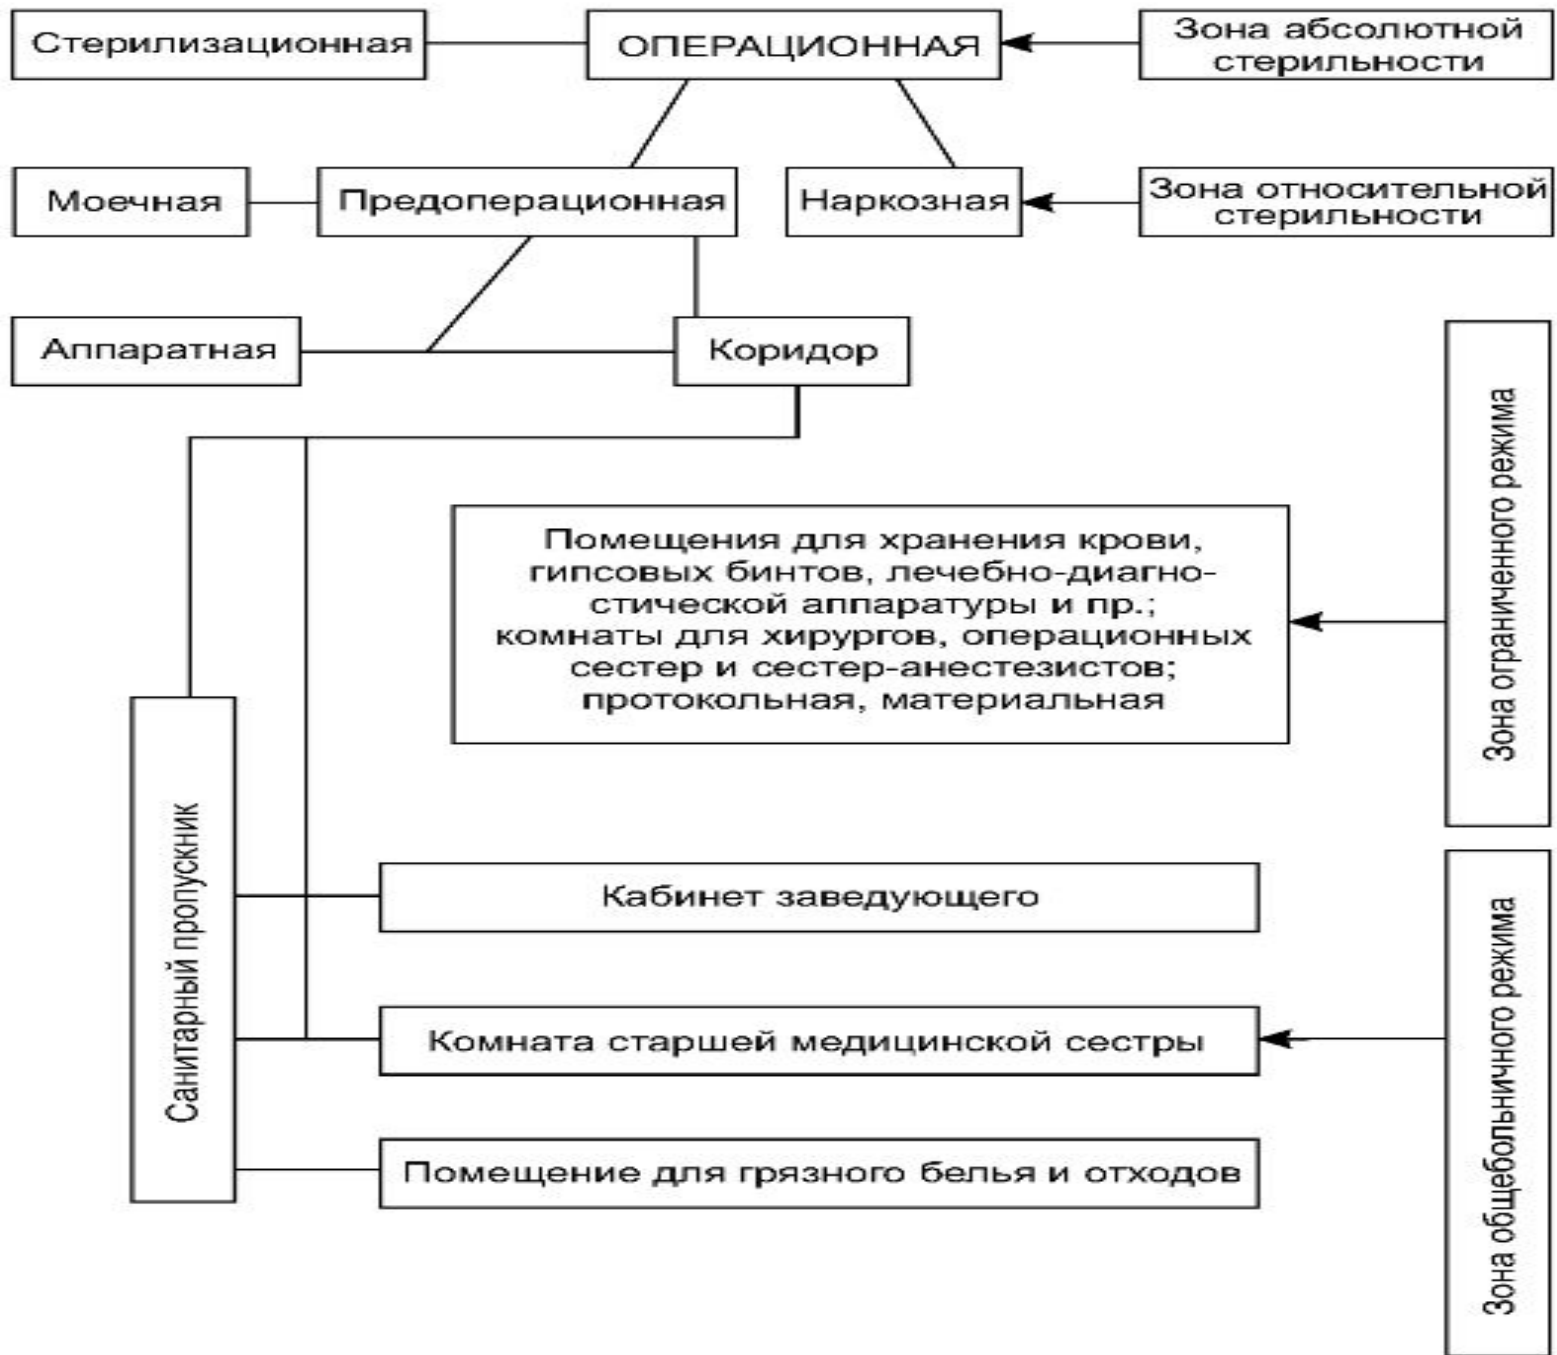 Стерилизационная
ОПЕРАЦИОННАЯ
Зона абсолютной
стерильности
Моечная
Предоперационная
Наркозная
Зона относительной
стерильности
Аппаратная
Коридор
Зона ограниченного режима
Помещения для хранения крови,
гипсовых бинтов, лечебно-диагно-
стической аппаратуры и пр.;
комнаты для хирургов, операционных
сестер и сестер-анестезистов;
протокольная, материальная
Санитарный пропускник
Кабинет заведующего
Комната старшей медицинской сестры
Помещение для грязного белья и отходов
Зона общебольничного режима